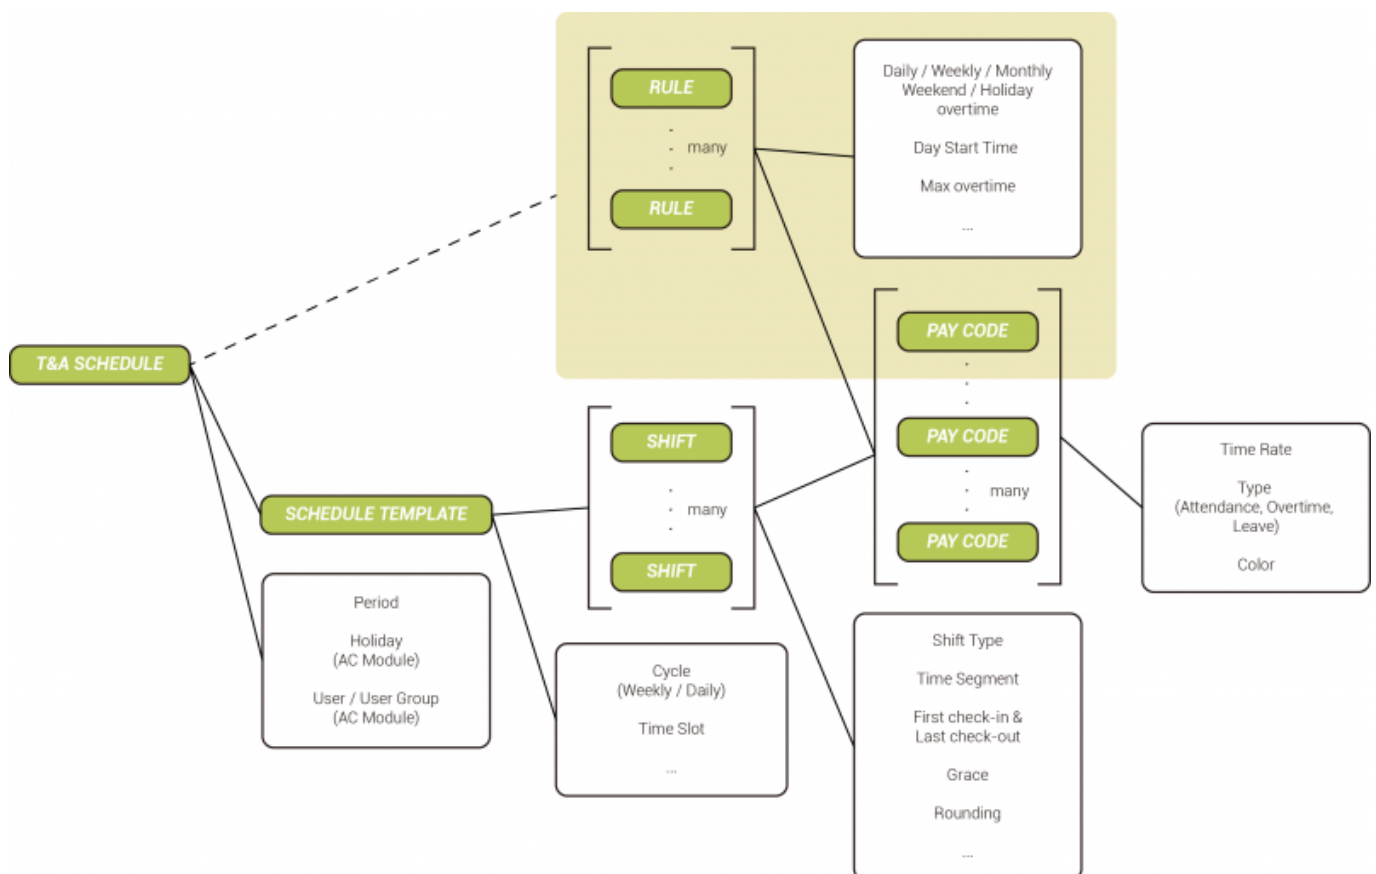 RULE
many
RULE
Daily / Weekly / Monthly
Weekend / Holiday
overtime
Day Start Time
Max overtime
...
T&A SCHEDULE
SCHEDULE TEMPLATE
Period
Holiday
(AC Module)
User / User Group
(AC Module)
SHIFT
many
SHIFT
Cycle
(Weekly / Daily)
Time Slot
...
PAY CODE
PAY CODE
many
PAY CODE
Shift Type
Time Segment
First check-in &
Last check-out
Grace
Rounding
...
Time Rate
Type
(Attendance, Overtime,
Leave)
Color